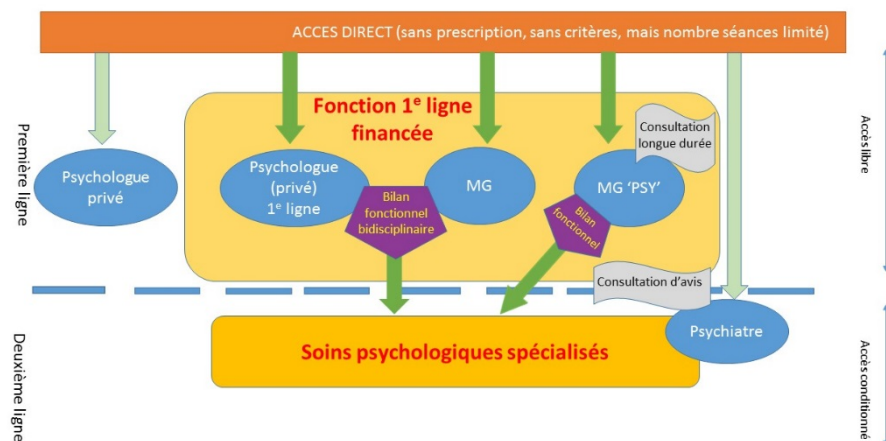 ACCES DIRECT (sans prescription, sans critères, mais nombre séances limité)
Première ligne
Fonction 1e ligne
financée
Consultation
longue durée
Accès libre
Psychologue
privé
Psychologue
(privé)
1e ligne
MG
MG ‘PSY’
Bilan
fonctionnel
bidisciplinaire
Bilan
fonctionnel
Consultation d’avis
Psychiatre
Deuxième ligne
Soins psychologiques spécialisés
Accès conditionné